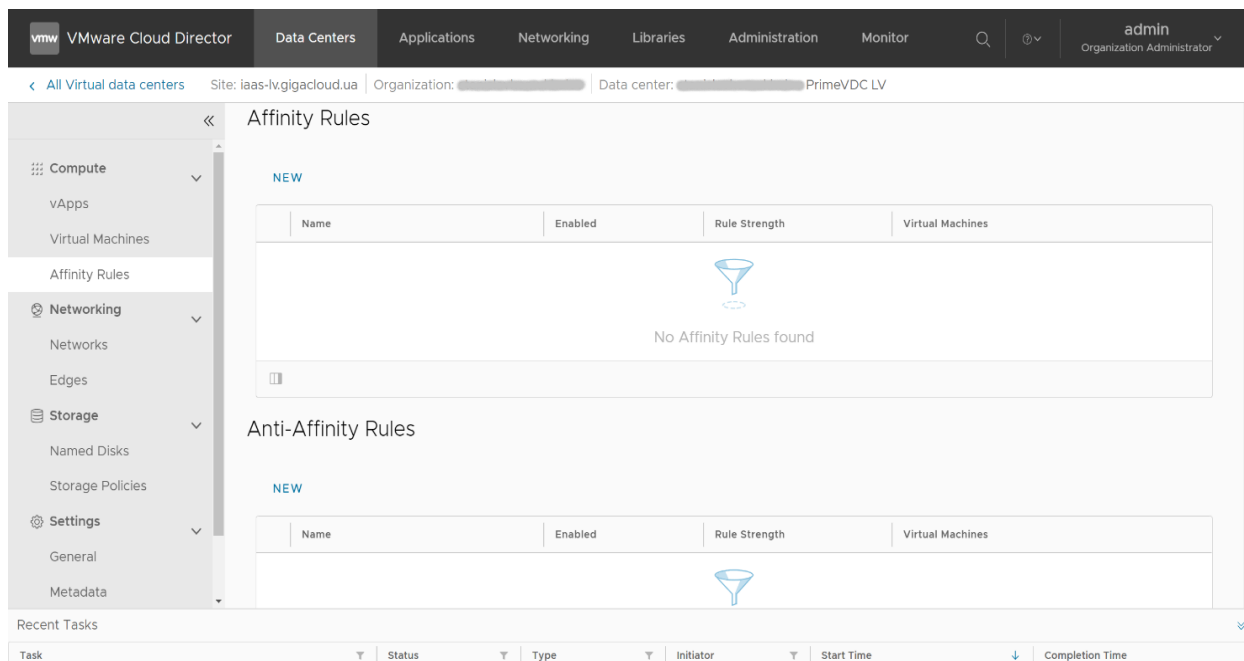 vmw VMware Cloud Director Data Centers Applications Networking Libraries Administration Monitor admin
Organization Administrator
All Virtual data centers Site: iaas-lv.gigacloud.ua Organization: Data center: PrimeVDC LV
Affinity Rules
Compute
NEW
vApps
Name Enabled Rule Strength Virtual Machines
Virtual Machines
Affinity Rules
Networking
No Affinity Rules found
Networks
Edges
Storage
Anti-Affinity Rules
Named Disks
Storage Policies
NEW
Settings
Name Enabled Rule Strength Virtual Machines
General
Metadata
Recent Tasks
Task Status Type Initiator Start Time Completion Time